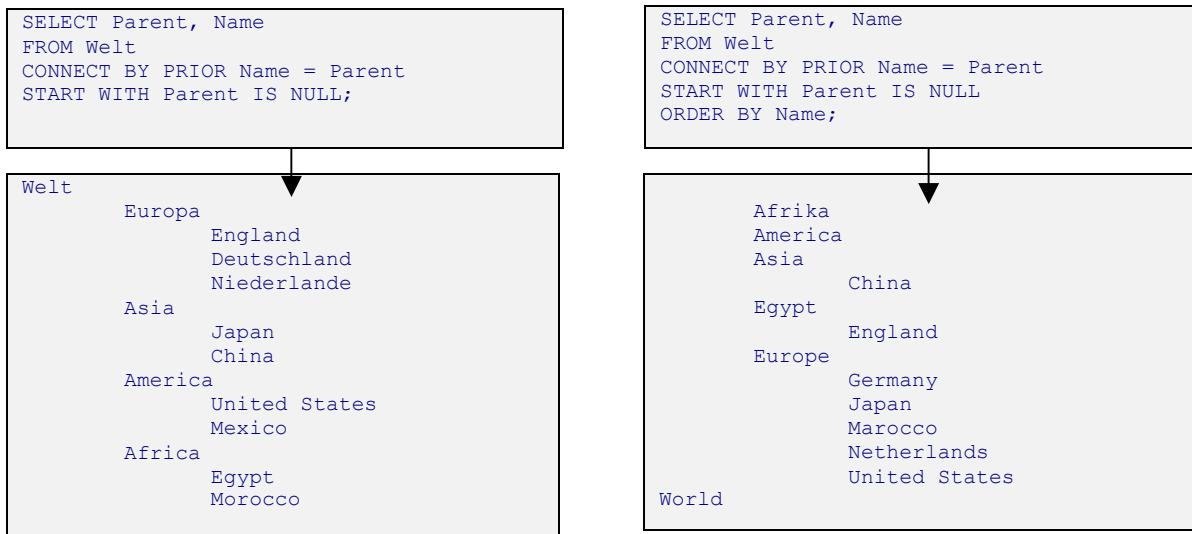 SELECT Parent, Name
FROM Welt
CONNECT BY PRIOR Name = Parent
START WITH Parent IS NULL;
Welt
Europa
England
Deutschland
Niederlande
Asia
Japan
China
America
United States
Mexico
Africa
Egypt
Morocco
SELECT Parent, Name
FROM Welt
CONNECT BY PRIOR Name = Parent
START WITH Parent IS NULL
ORDER BY Name;
Afrika
America
Asia
China
Egypt
England
Europe
Germany
Japan
Marocco
Netherlands
United States
World